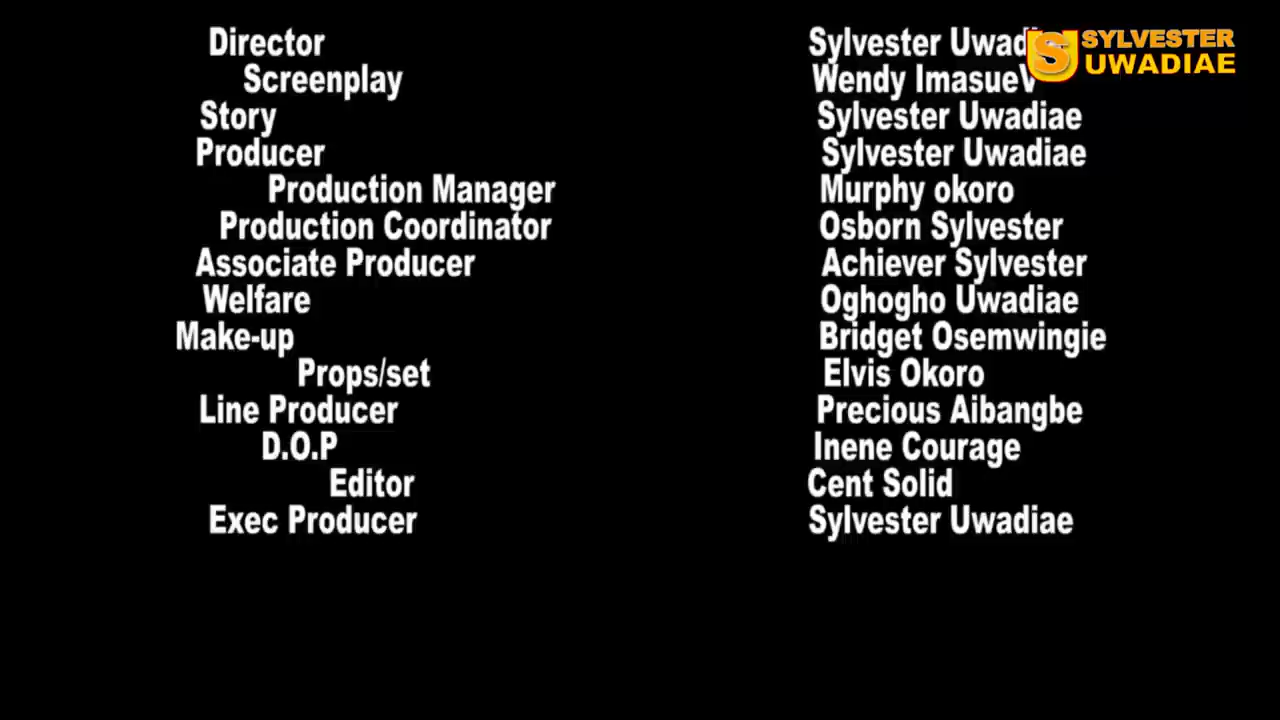 Director Sylvester Uwadi
Screenplay Wendy Imasue
Story Sylvester Uwadiae
Producer Sylvester Uwadiae
Production Manager Murphy okoro
Production Coordinator Osborn Sylvester
Associate Producer Achiever Sylvester
Welfare Oghogho Uwadiae
Make-up Bridget Osemwingie
Props/set Elvis Okoro
Line Producer Precious Aibangbe
D.O.P Inene Courage
Editor Cent Solid
Exec Producer Sylvester Uwadiae
S SYLVESTER
UWADIAE